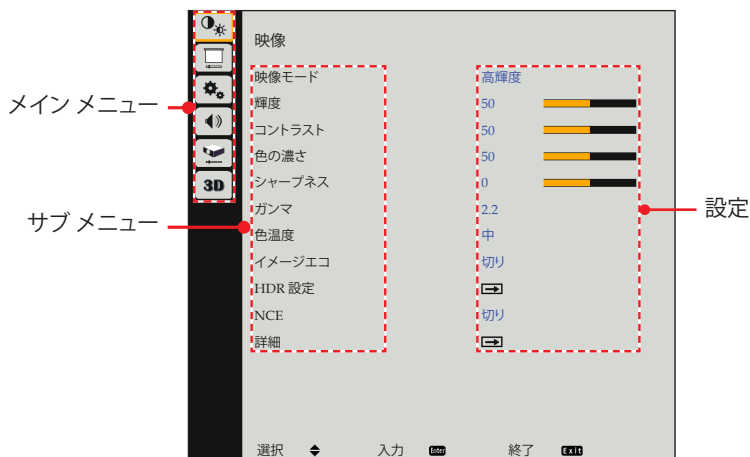 映像
映像モード 高輝度
輝度 50
コントラスト 50
色の濃さ 50
シャープネス 0
ガンマ 2.2
色温度 中
イメージエコ 切り
HDR 設定
NCE 切り
詳細
3D
メイン メニュー
サブ メニュー
設定
選択 入力 Enter 終了 Exit